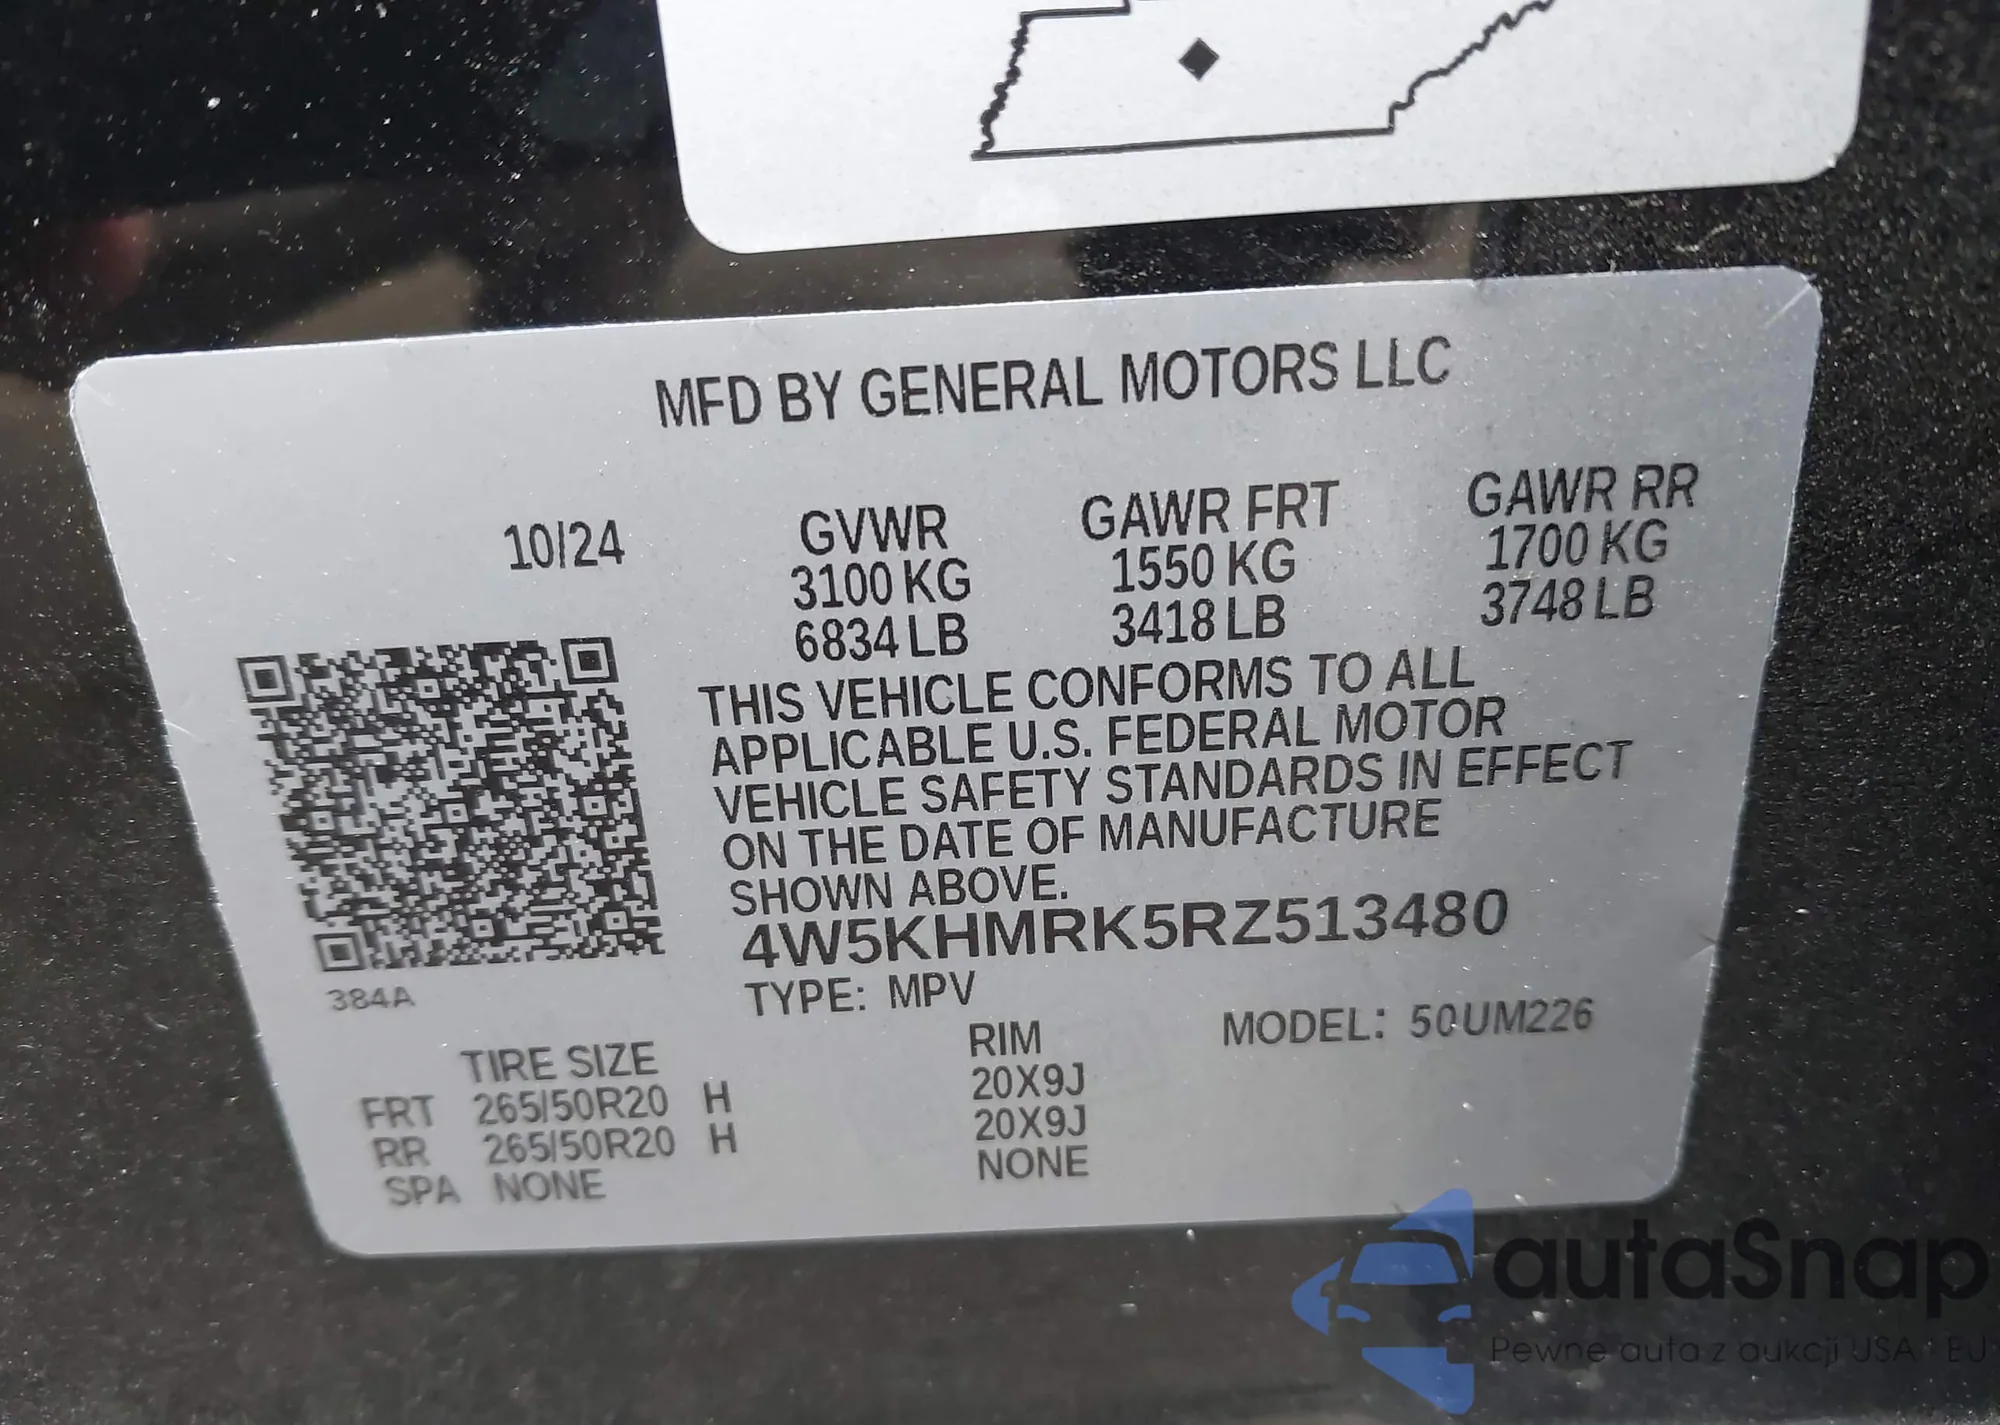 MFD BY GENERAL MOTORS LLC
10/24 GVWR GAWR FRT GAWR RR
3100 KG 1550 KG 1700 KG
6834 LB 3418 LB 3748 LB
THIS VEHICLE CONFORMS TO ALL
APPLICABLE U.S. FEDERAL MOTOR
VEHICLE SAFETY STANDARDS IN EFFECT
ON THE DATE OF MANUFACTURE
SHOWN ABOVE.
4W5KHMRK5RZ513480
384A
TYPE: MPV
TIRE SIZE RIM MODEL: 50UM226
FRT 265/50R20 H 20X9J
RR 265/50R20 H 20X9J
SPA NONE NONE
autaSnap
Pewne auta z aukcji USA i EU